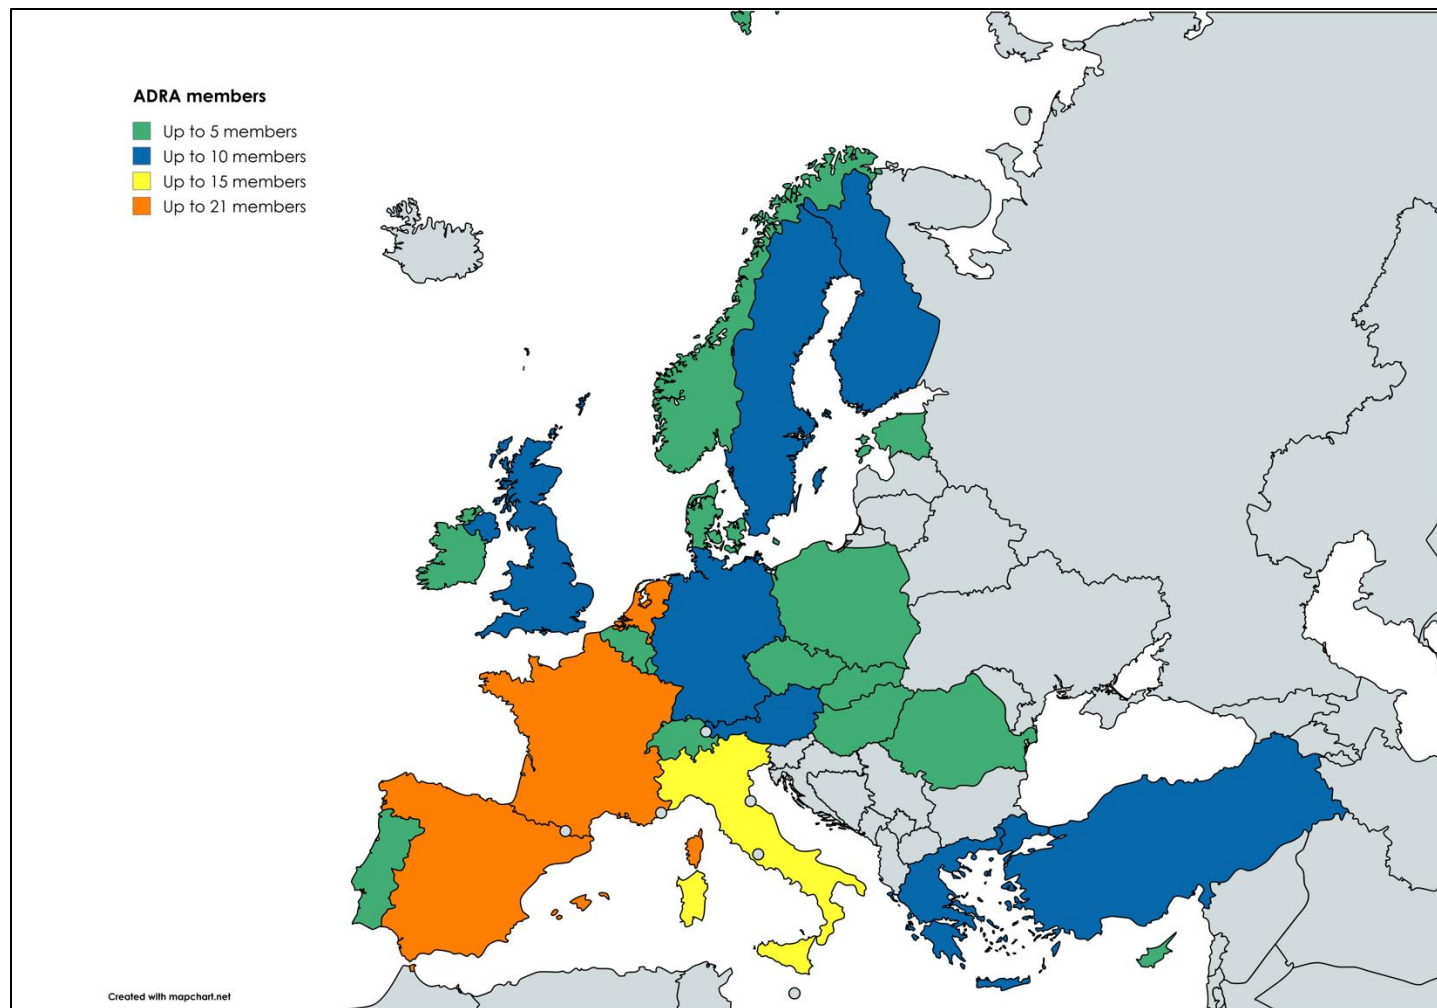 ADRA members
Up to 5 members
Up to 10 members
Up to 15 members
Up to 21 members
Created with mapchart.net